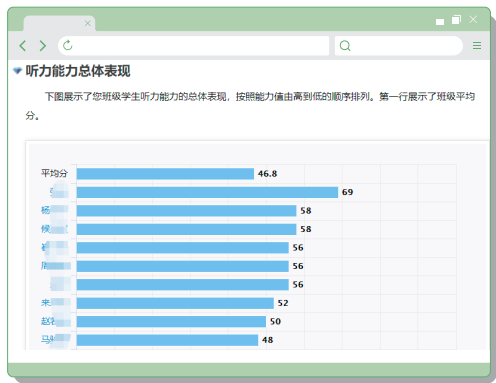 听力能力总体表现
下图展示了您班级学生听力能力的总体表现，按照能力值由高到低的顺序排列。第一行展示了班级平均
分。
平均分 46.8
69
杨 58
候 58
崔 56
周 56
56
来 52
赵 50
马 48